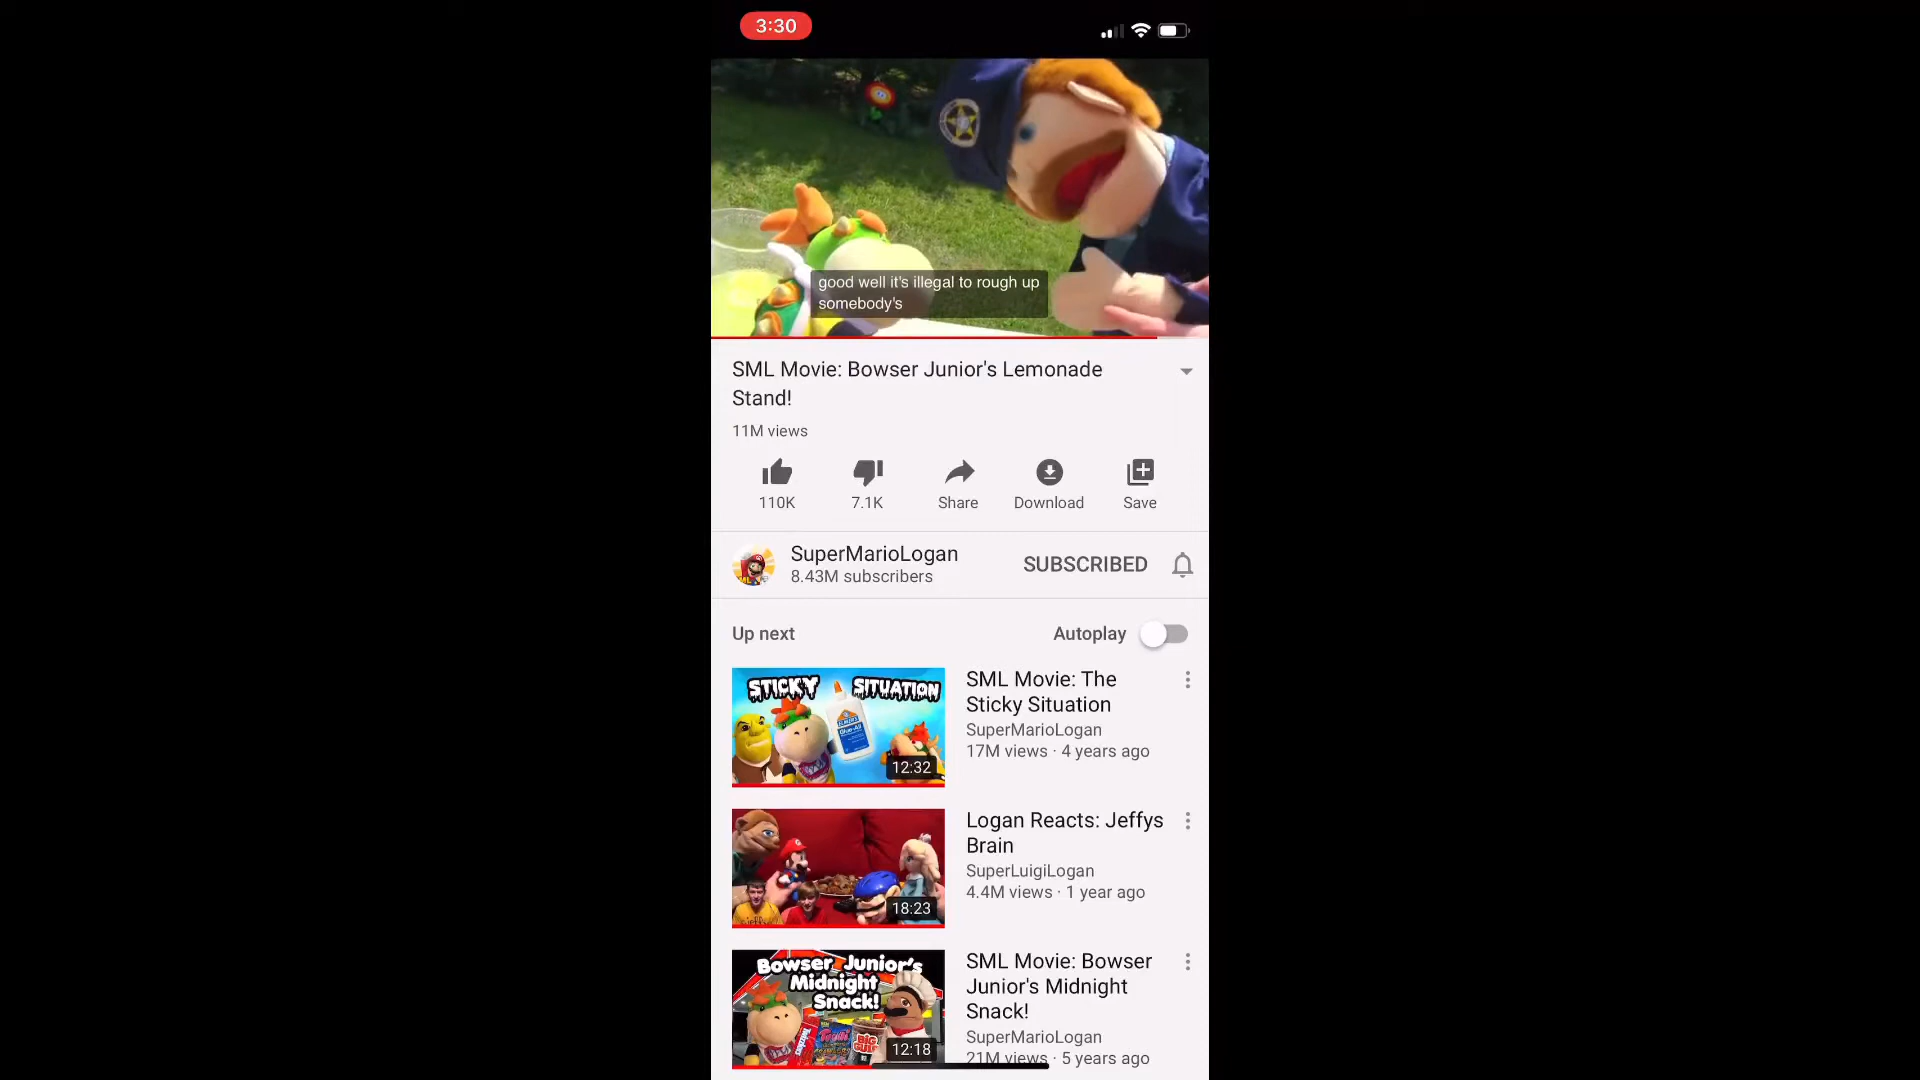 3:30
good well it's illegal to rough up
somebody's
SML Movie: Bowser Junior's Lemonade
Stand!
11M views
110K
7.1K
Share
Download
Save
SuperMarioLogan
8.43M subscribers
SUBSCRIBED
Up next
Autoplay
STICKY SITUATION
12:32
SML Movie: The
Sticky Situation
SuperMarioLogan
17M views · 4 years ago
18:23
Logan Reacts: Jeffys
Brain
SuperLuigiLogan
4.4M views · 1 year ago
Bowser Junior's
Midnight
Snack!
BIG
12:18
SML Movie: Bowser
Junior's Midnight
Snack!
SuperMarioLogan
21M views · 5 years ago